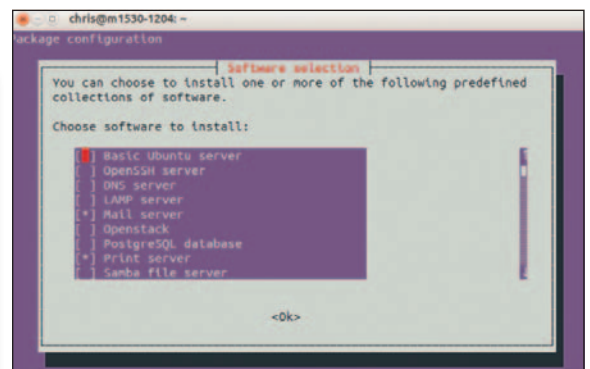 chris@m1530-1204: ~
Package configuration
Software selection
You can choose to install one or more of the following predefined
collections of software.
Choose software to install:
[ ] Basic Ubuntu server
[ ] OpenSSH server
[ ] DNS server
[ ] LAMP server
[*] Mail server
[ ] Openstack
[ ] PostgreSQL database
[*] Print server
[ ] Samba file server
<Ok>